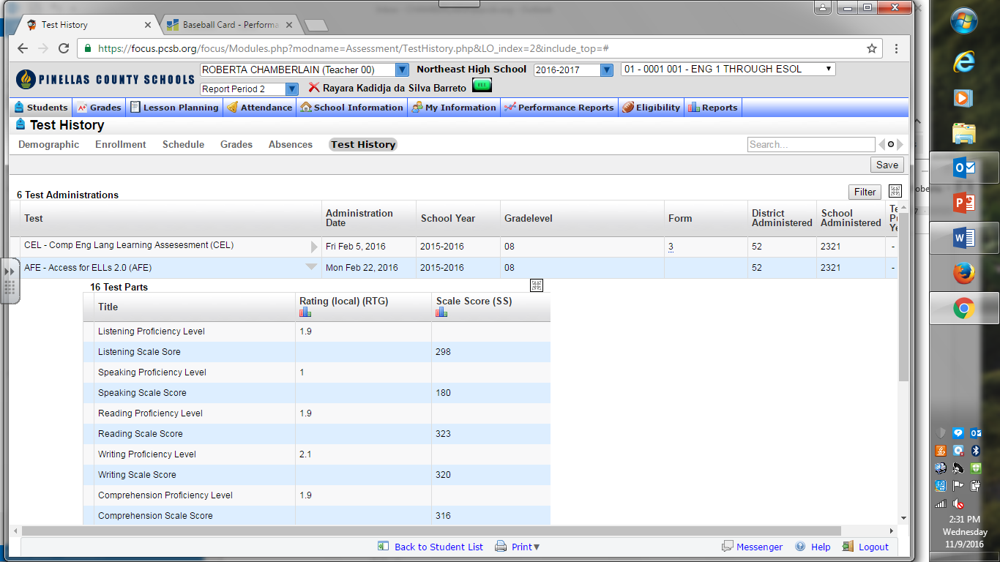 Test History
Baseball Card - Performa
https://focus.pcsb.org/focus/Modules.php?modname=Assessment/TestHistory.php&LO_index=2&include_top=#
PINELLAS COUNTY SCHOOLS
ROBERTA CHAMBERLAIN (Teacher 00)
Northeast High School
2016-2017
01 - 0001 001 - ENG 1 THROUGH ESOL
Report Period 2
Rayara Kadidja da Silva Barreto
Students
Grades
Lesson Planning
Attendance
School Information
My Information
Performance Reports
Eligibility
Reports
Test History
Demographic
Enrollment
Schedule
Grades
Absences
Test History
Search...
Save
6 Test Administrations
Filter
Test
Administration
Date
School Year
Gradelevel
Form
District
Administered
School
Administered
CEL - Comp Eng Lang Learning Assesesment (CEL)
Fri Feb 5, 2016
2015-2016
08
3
52
2321
-
AFE - Access for ELLs 2.0 (AFE)
Mon Feb 22, 2016
2015-2016
08
52
2321
-
16 Test Parts
Title
Rating (local) (RTG)
Scale Score (SS)
Listening Proficiency Level
1.9
Listening Scale Sore
298
Speaking Proficiency Level
1
Speaking Scale Score
180
Reading Proficiency Level
1.9
Reading Scale Score
323
Writing Proficiency Level
2.1
Writing Scale Score
320
Comprehension Proficiency Level
1.9
Comprehension Scale Score
316
Back to Student List
Print
Messenger
Help
Logout
2:31 PM
Wednesday
11/9/2016